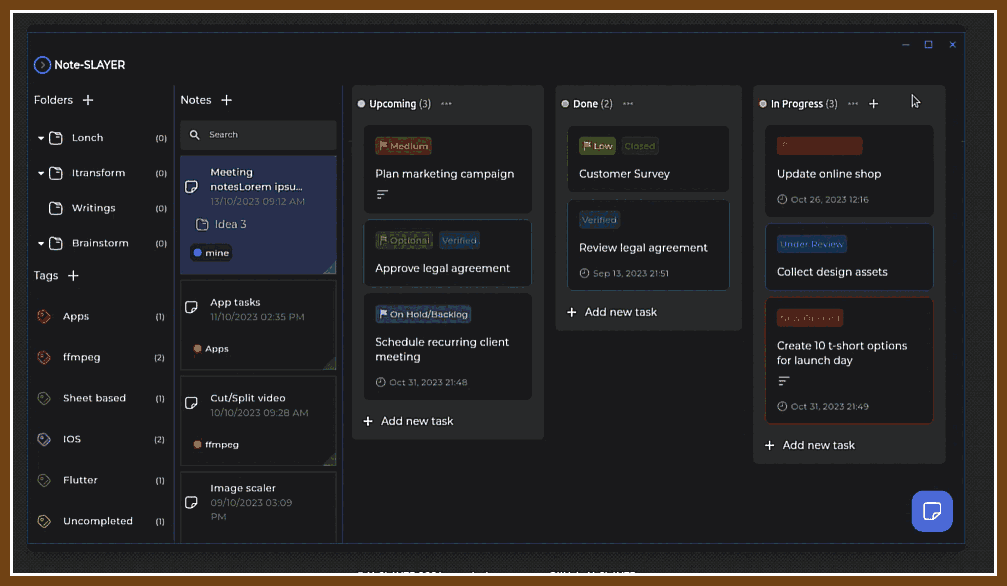 Note-SLAYER
Folders +
Lonch (0)
Itransform (0)
Writings (0)
Brainstorm (0)
Tags +
Apps (1)
ffmpeg (2)
Sheet based (1)
IOS (2)
Flutter (1)
Uncompleted (1)
Notes +
Search
Meeting
notesLorem ipsu...
13/10/2023 09:12 AM
Idea 3
mine
App tasks
11/10/2023 02:35 PM
Apps
Cut/Split video
10/10/2023 09:28 AM
ffmpeg
Image scaler
09/10/2023 03:09
PM
Upcoming (3) ...
Medium
Plan marketing campaign
Optional Verified
Approve legal agreement
On Hold/Backlog
Schedule recurring client
meeting
Oct 31, 2023 21:48
+ Add new task
Done (2) ...
Low Closed
Customer Survey
Verified
Review legal agreement
Sep 13, 2023 21:51
+ Add new task
In Progress (3) ... +
Update online shop
Oct 26, 2023 12:16
Under Review
Collect design assets
Create 10 t-short options
for launch day
Oct 31, 2023 21:49
+ Add new task